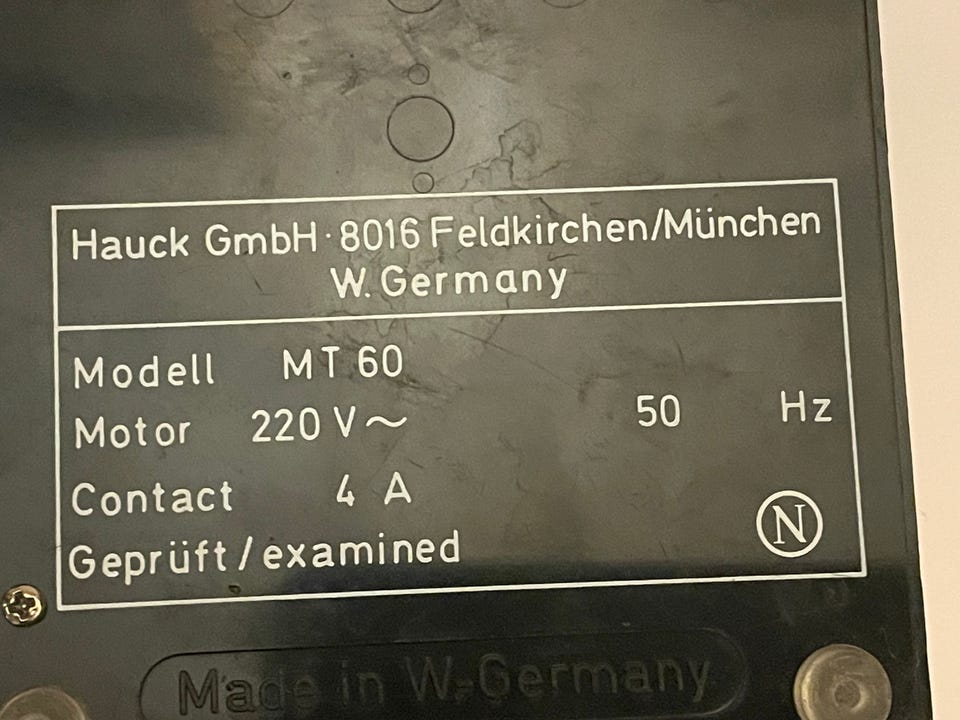 Hauck GmbH · 8016 Feldkirchen/München
W. Germany
Modell MT 60
Motor 220 V ~ 50 Hz
Contact 4 A
Geprüft / examined
N
Made in W-Germany